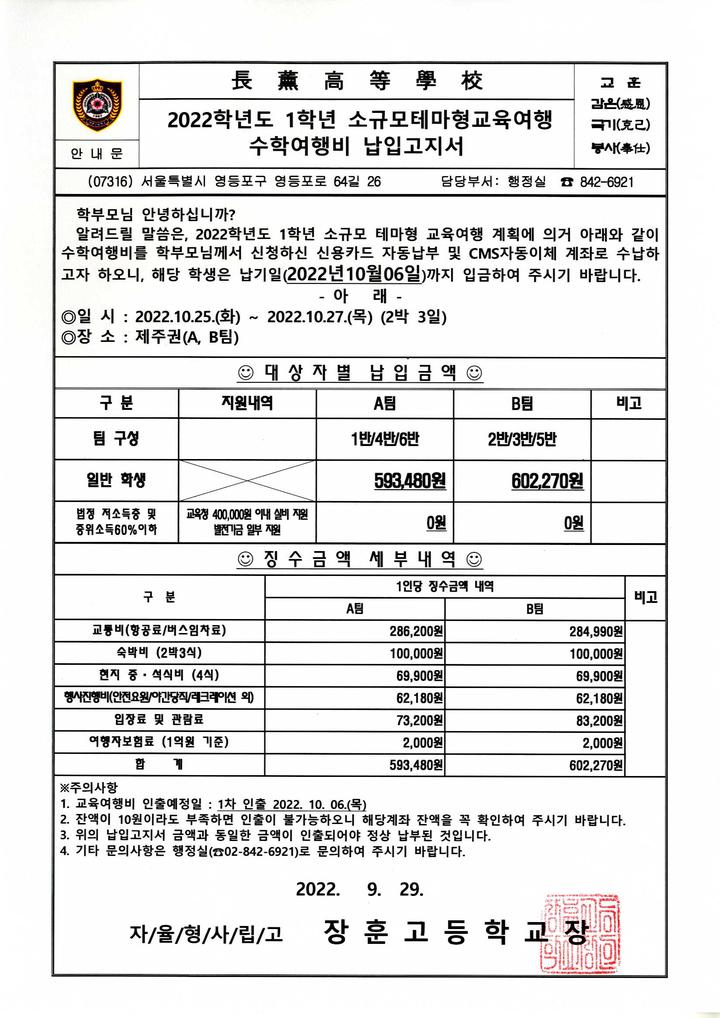 長薰高等學校
2022학년도 1학년 소규모테마형교육여행
수학여행비 납입고지서
안 내 문
교 훈
감은(感恩)
극기(克己)
봉사(奉仕)
(07316) 서울특별시 영등포구 영등포로 64길 26 담당부서: 행정실 ☎ 842-6921
학부모님 안녕하십니까?
알려드릴 말씀은, 2022학년도 1학년 소규모 테마형 교육여행 계획에 의거 아래와 같이
수학여행비를 학부모님께서 신청하신 신용카드 자동납부 및 CMS자동이체 계좌로 수납하
고자 하오니, 해당 학생은 납기일(2022년10월06일)까지 입금하여 주시기 바랍니다.
- 아 래 -
◎일 시 : 2022.10.25.(화) ~ 2022.10.27.(목) (2박 3일)
◎장 소 : 제주권(A, B팀)
☺ 대 상 자 별 납 입 금 액 ☺
구 분 지원내역 A팀 B팀 비고
팀 구성 1반/4반/6반 2반/3반/5반
일반 학생 593,480원 602,270원
법정 저소득증 및
중위소득60%이하
교육청 400,000원 이내 실비 지원
발전기금 일부 지원
0원 0원
☺ 징 수 금 액 세 부 내 역 ☺
구 분 1인당 징수금액 내역 비고
A팀 B팀
교통비(항공료/버스임차료) 286,200원 284,990원
숙박비 (2박3식) 100,000원 100,000원
현지 중·석식비 (4식) 69,900원 69,900원
행사진행비(안전요원/야간당직/레크레이션 외) 62,180원 62,180원
입장료 및 관람료 73,200원 83,200원
여행자보험료 (1억원 기준) 2,000원 2,000원
합 계 593,480원 602,270원
※주의사항
1. 교육여행비 인출예정일 : 1차 인출 2022. 10. 06.(목)
2. 잔액이 10원이라도 부족하면 인출이 불가능하오니 해당계좌 잔액을 꼭 확인하여 주시기 바랍니다.
3. 위의 납입고지서 금액과 동일한 금액이 인출되어야 정상 납부된 것입니다.
4. 기타 문의사항은 행정실(☎02-842-6921)로 문의하여 주시기 바랍니다.
2022. 9. 29.
자/율/형/사/립/고 장 훈 고 등 학 교 장